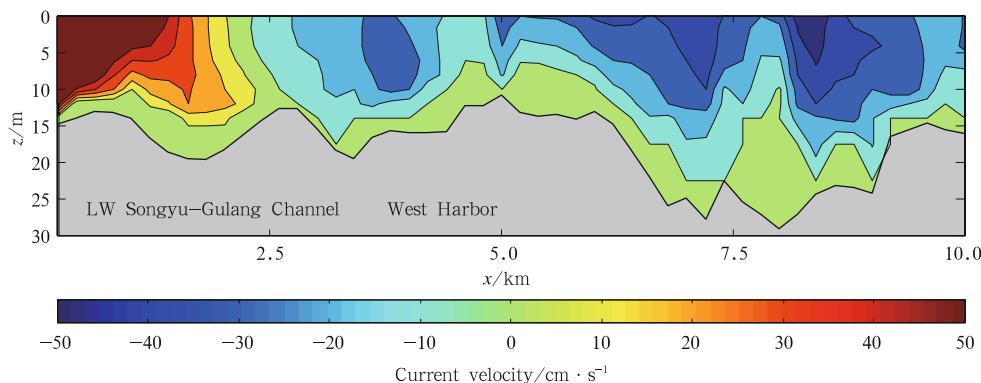 0
5
10
15
20
25
30
z/m
LW Songyu-Gulang Channel West Harbor
2.5 5.0 7.5 10.0
x/km
−50 −40 −30 −20 −10 0 10 20 30 40 50
Current velocity/cm · s⁻¹